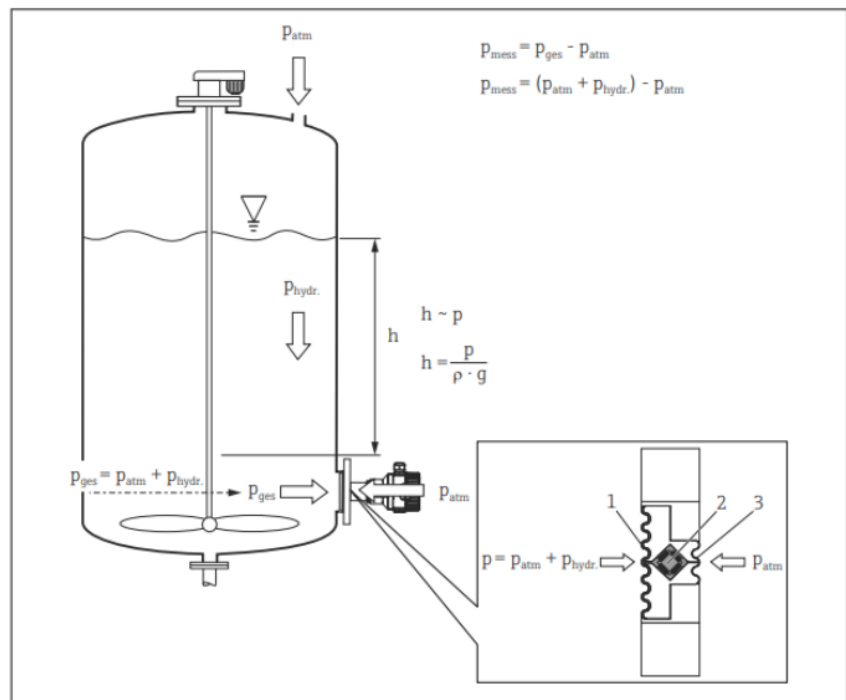 p_atm
p_mess = p_ges - p_atm
p_mess = (p_atm + p_hydr.) - p_atm
p_hydr.
h
h ~ p
h = p / ρ · g
p_ges = p_atm + p_hydr.
p_ges
p_atm
1
2
3
p = p_atm + p_hydr.
p_atm